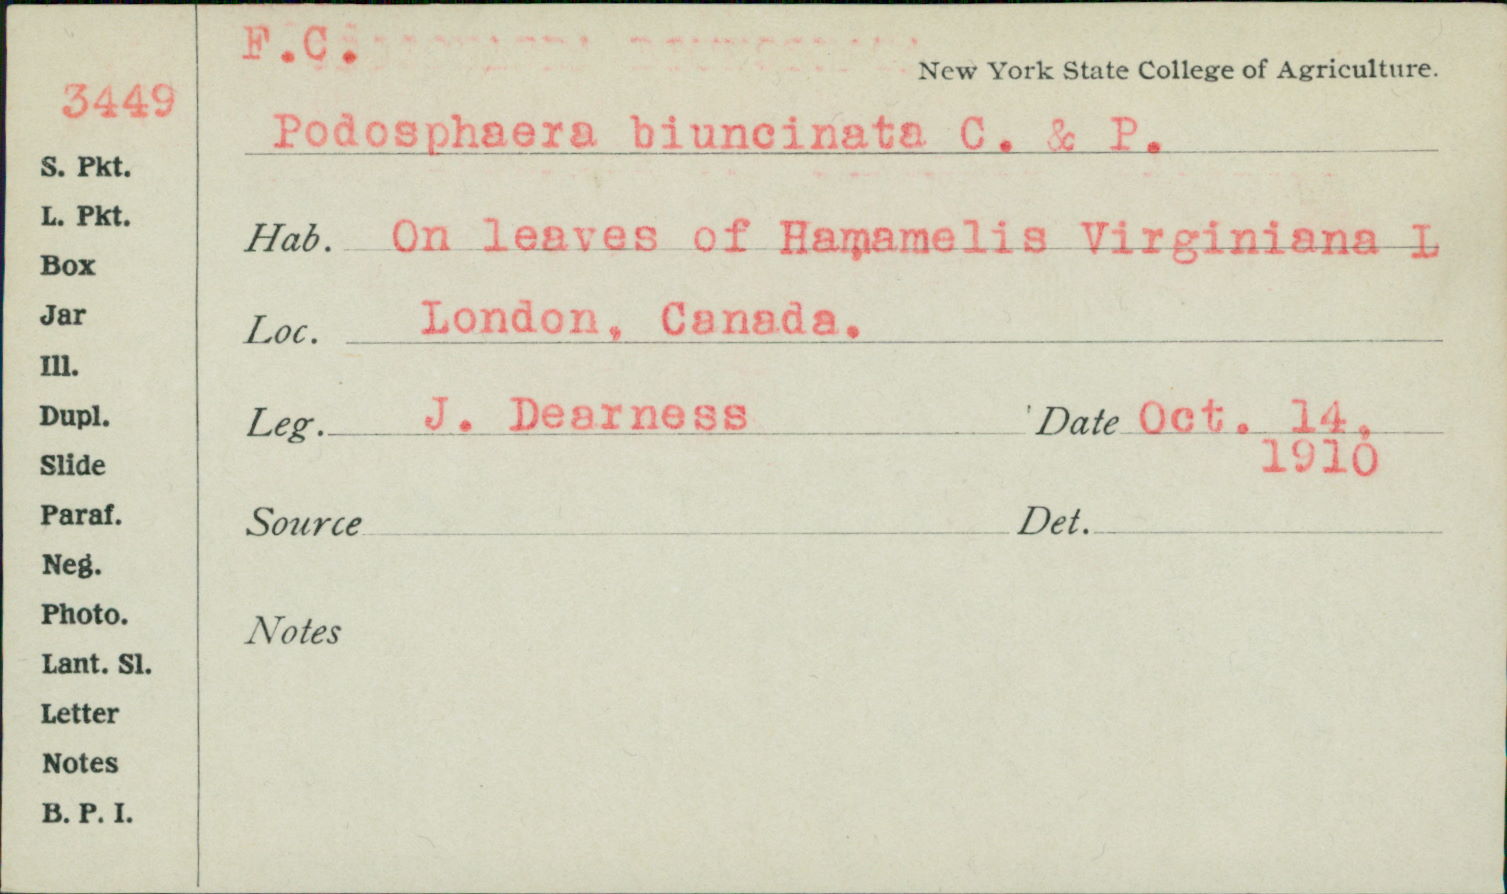 F.C.
New York State College of Agriculture.
3449
Podosphaera biuncinata C. & P.
S. Pkt.
L. Pkt.
Hab. On leaves of Hamamelis Virginiana L
Box
Jar
Loc. London, Canada.
Ill.
Dupl.
Leg. J. Dearness Date Oct. 14,
1910
Slide
Paraf.
Source Det.
Neg.
Photo.
Notes
Lant. Sl.
Letter
Notes
B. P. I.